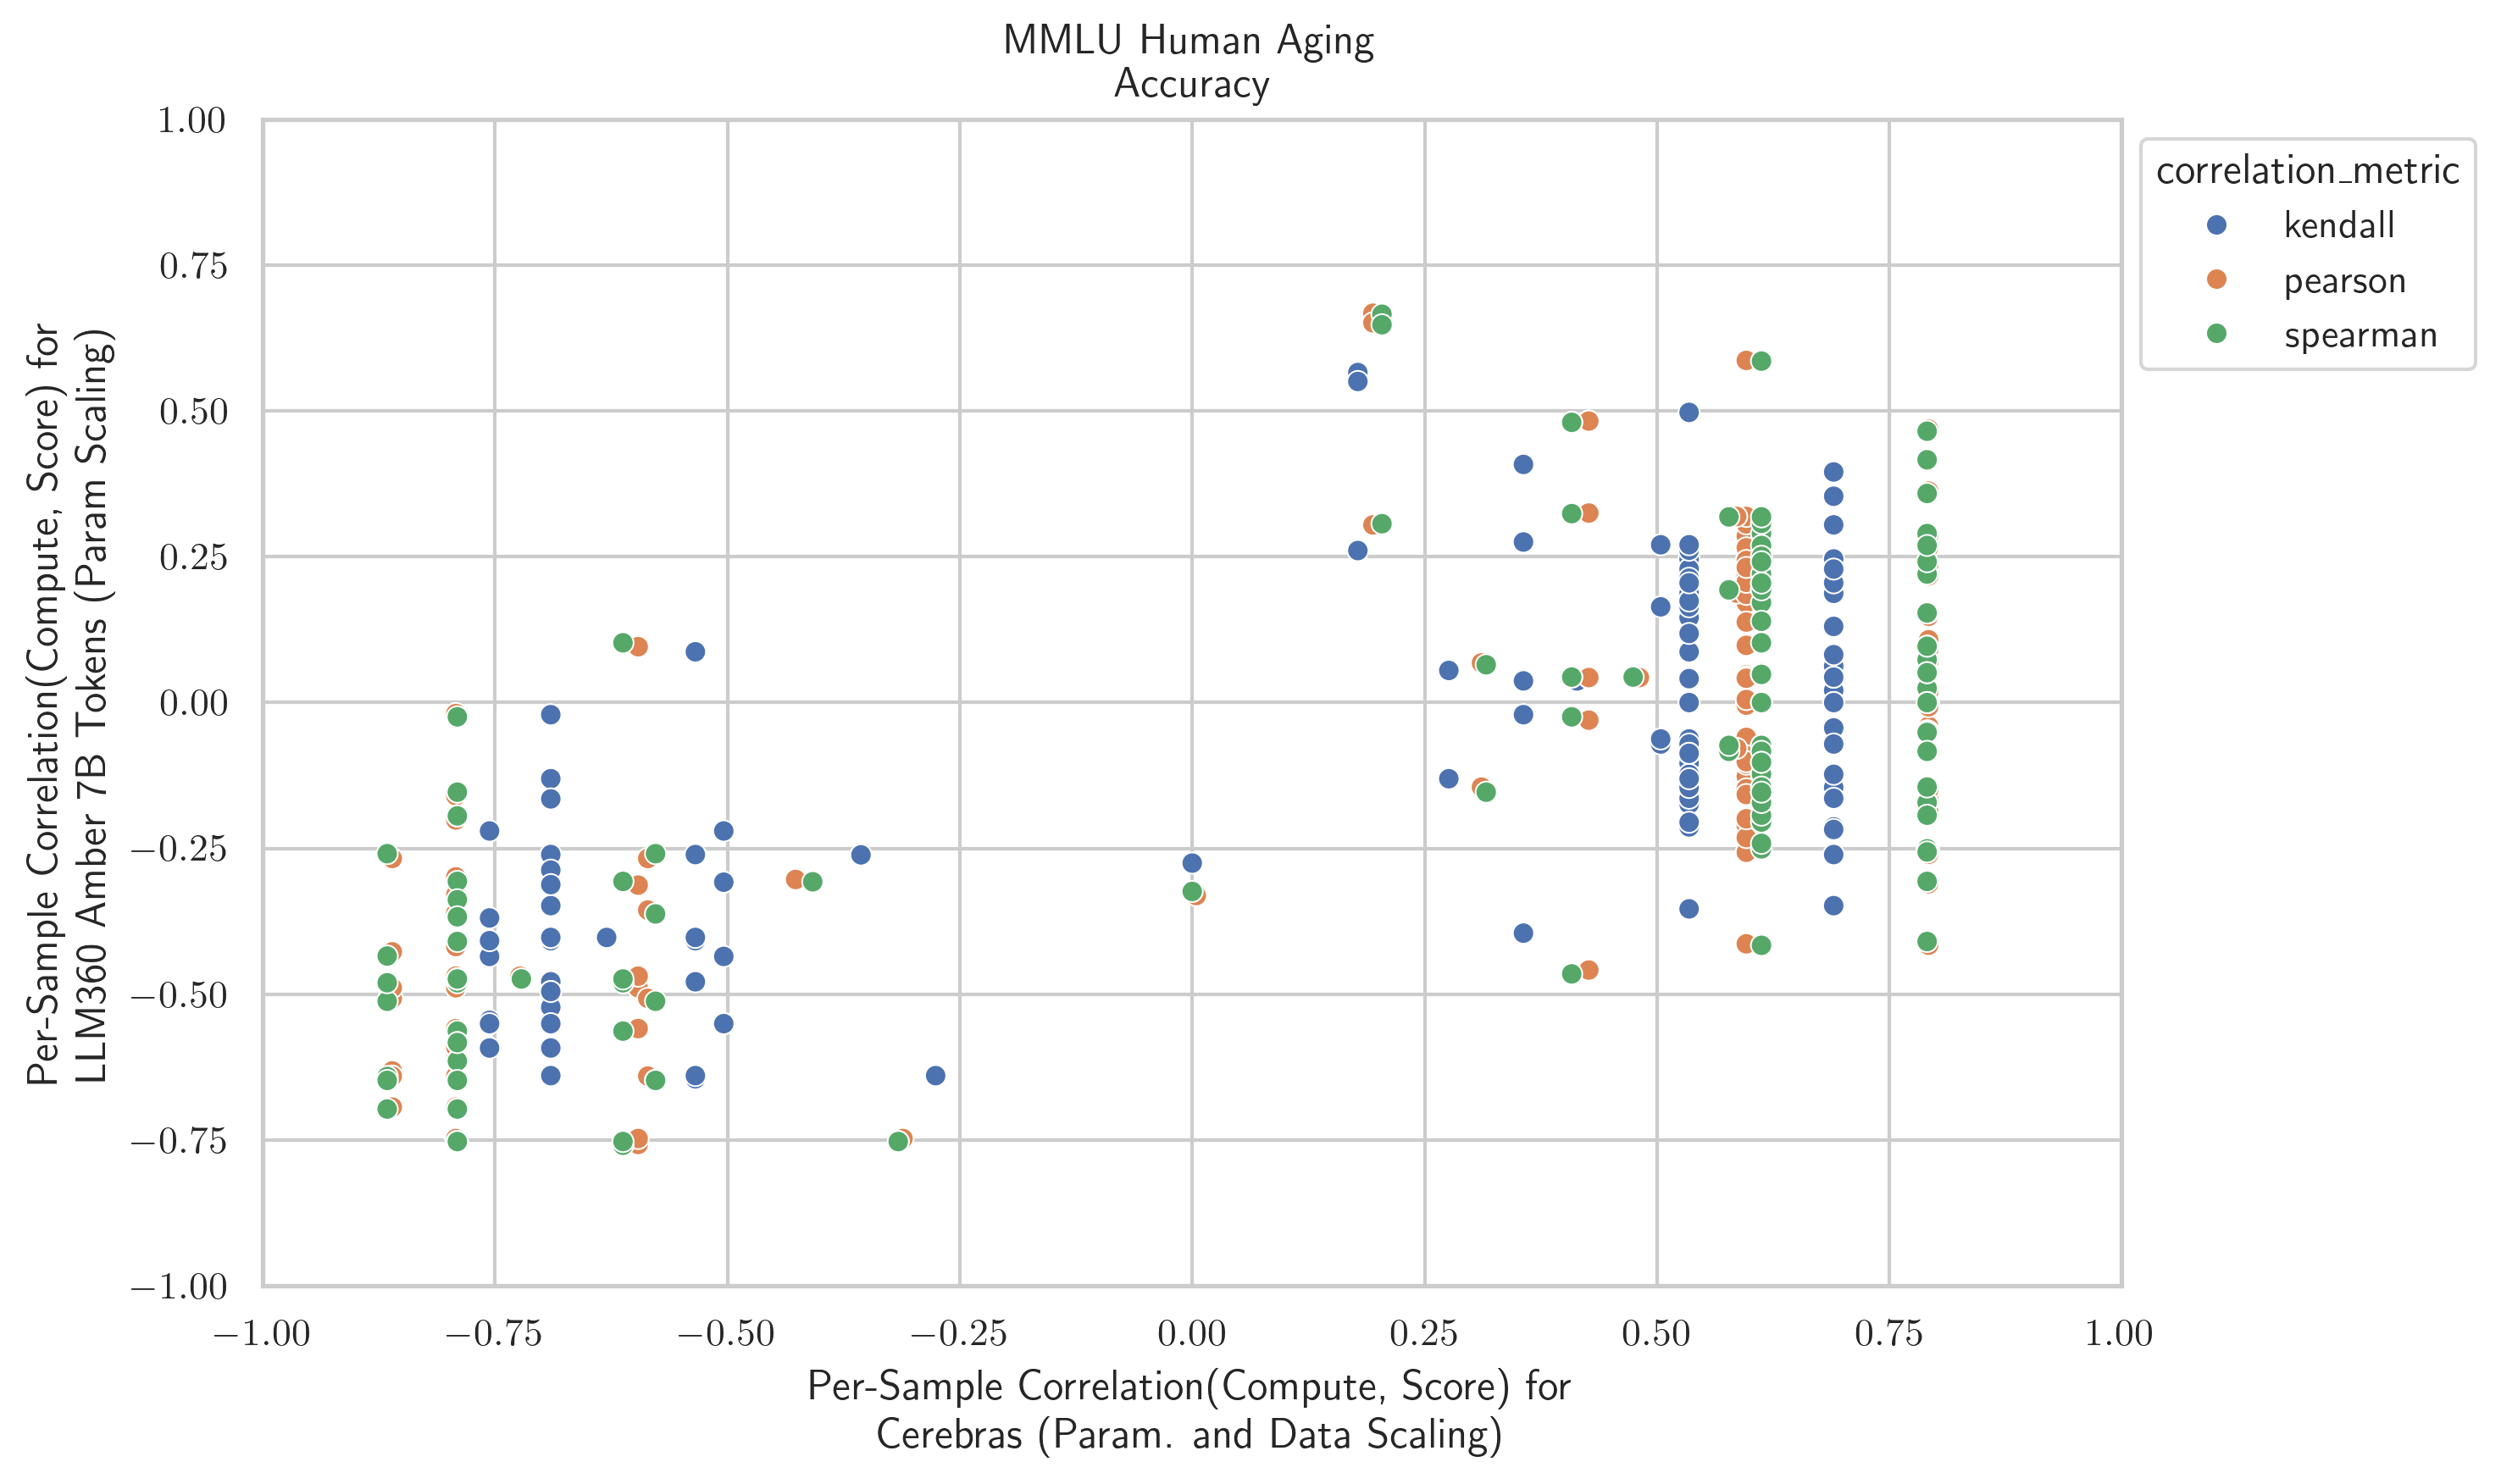 MMLU Human Aging
Accuracy
1.00
0.75
0.50
0.25
0.00
−0.25
−0.50
−0.75
−1.00
Per-Sample Correlation(Compute, Score) for
LLM360 Amber 7B Tokens (Param Scaling)
correlation_metric
kendall
pearson
spearman
−1.00
−0.75
−0.50
−0.25
0.00
0.25
0.50
0.75
1.00
Per-Sample Correlation(Compute, Score) for
Cerebras (Param. and Data Scaling)